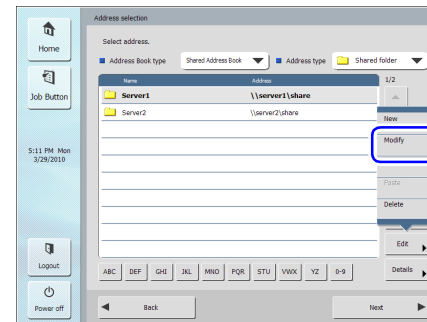 Address selection
Home
Select address.
Address Book type Shared Address Book Address type Shared folder
Name Address 1/2
Job Button
Server1 \\server1\share
Server2 \\server2\share
New
Modify
5:11 PM Mon
3/29/2010
Paste
Delete
Edit
Logout
ABC DEF GHI JKL MNO PQR STU VWX YZ 0-9 Details
Power off
Back Next